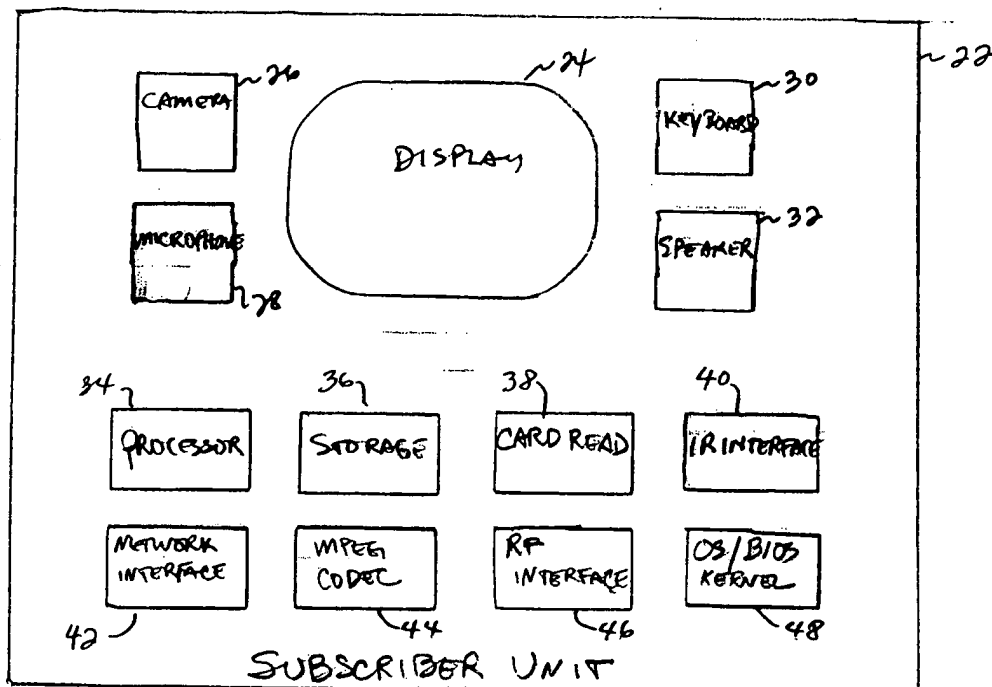 22
26
24
30
CAMERA
DISPLAY
KEYBOARD
MICROPHONE
28
32
SPEAKER
34
36
38
40
PROCESSOR
STORAGE
CARD READ
IR INTERFACE
NETWORK
INTERFACE
MPEG
CODEC
RF
INTERFACE
OS/BIOS
KERNEL
42
44
46
48
SUBSCRIBER UNIT